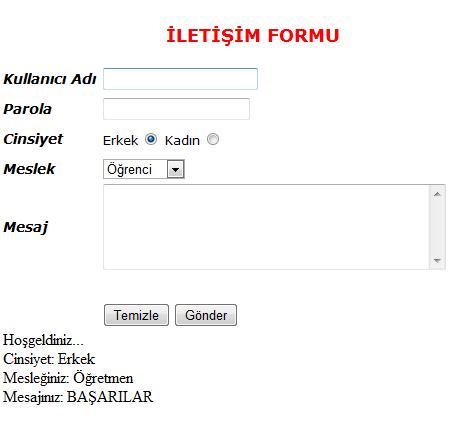 İLETİŞİM FORMU
Kullanıcı Adı
Parola
Cinsiyet Erkek Kadın
Meslek Öğrenci
Mesaj
Temizle Gönder
Hoşgeldiniz...
Cinsiyet: Erkek
Mesleğiniz: Öğretmen
Mesajınız: BAŞARILAR